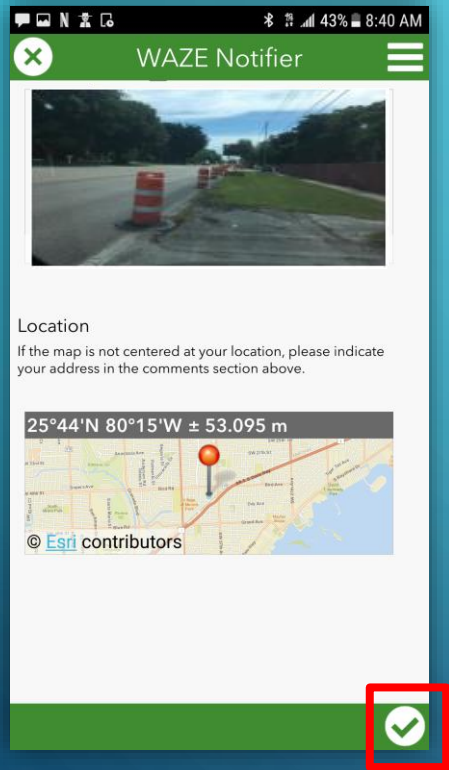 43% 8:40 AM
WAZE Notifier
Location
If the map is not centered at your location, please indicate
your address in the comments section above.
25°44'N 80°15'W ± 53.095 m
© Esri contributors